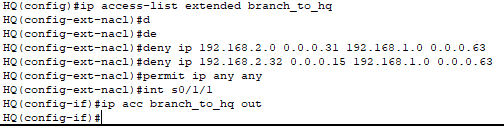 HQ(config)#ip access-list extended branch_to_hq
HQ(config-ext-nacl)#d
HQ(config-ext-nacl)#de
HQ(config-ext-nacl)#deny ip 192.168.2.0 0.0.0.31 192.168.1.0 0.0.0.63
HQ(config-ext-nacl)#deny ip 192.168.2.32 0.0.0.15 192.168.1.0 0.0.0.63
HQ(config-ext-nacl)#permit ip any any
HQ(config-ext-nacl)#int s0/1/1
HQ(config-if)#ip acc branch_to_hq out
HQ(config-if)#